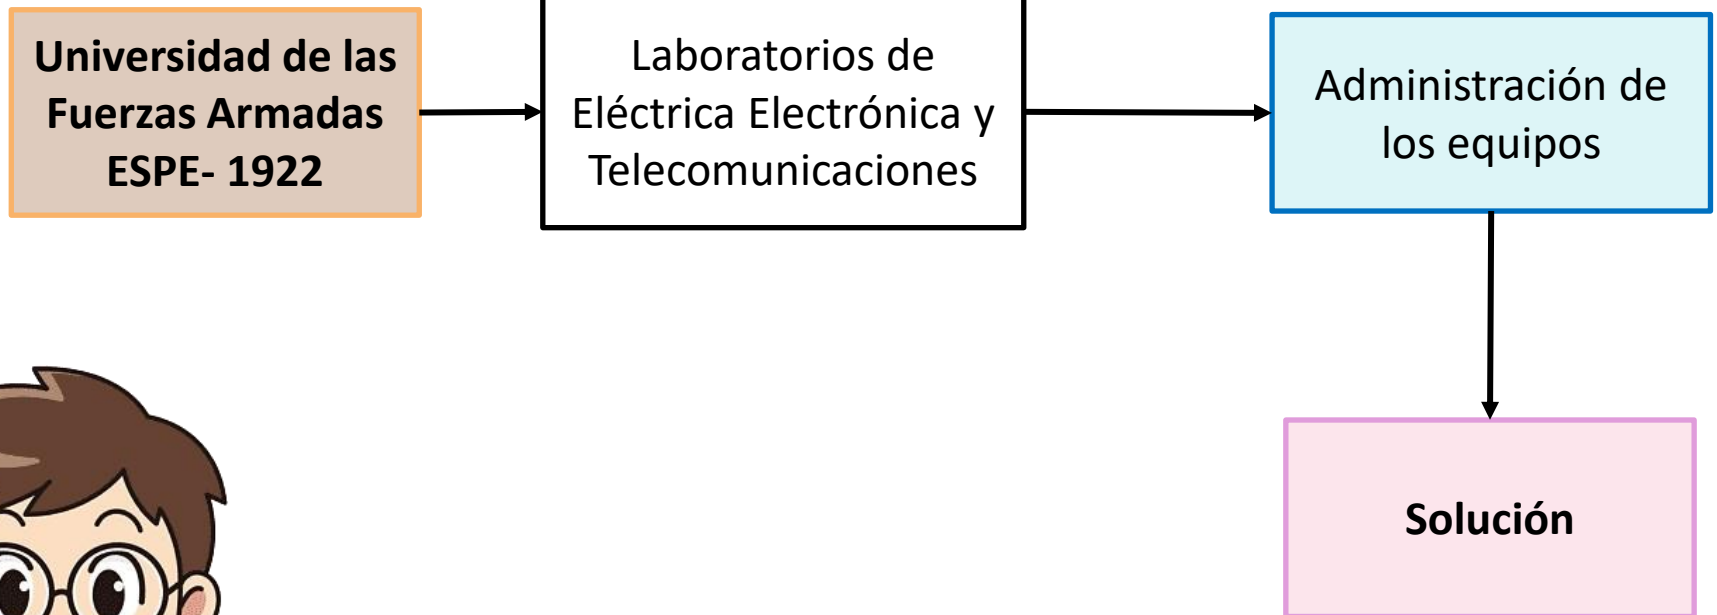 Universidad de las
Fuerzas Armadas
ESPE- 1922
Laboratorios de
Eléctrica Electrónica y
Telecomunicaciones
Administración de
los equipos
Solución